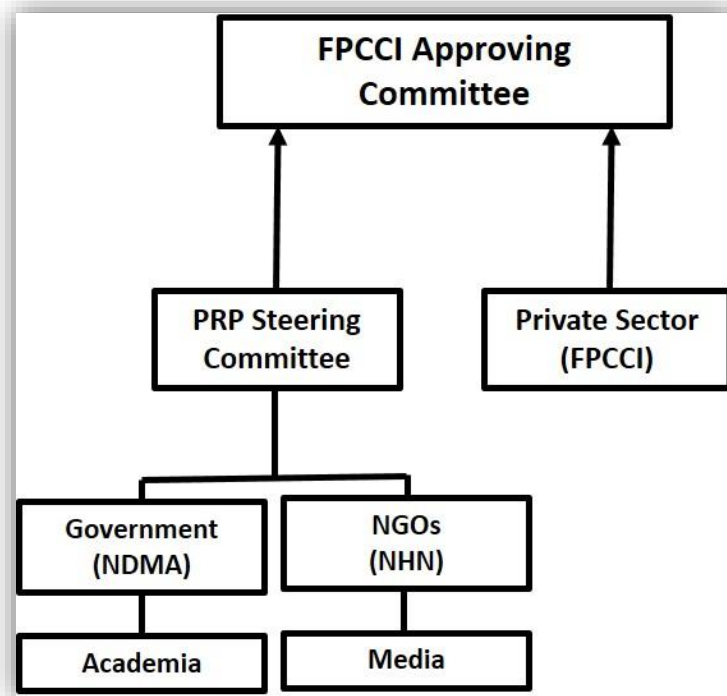 FPCCI Approving
Committee
PRP Steering
Committee
Private Sector
(FPCCI)
Government
(NDMA)
NGOs
(NHN)
Academia
Media